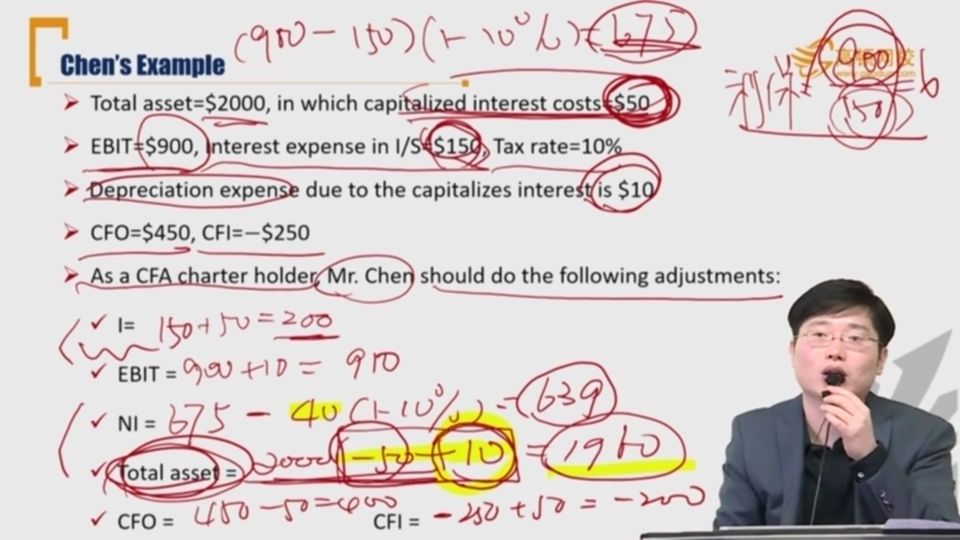 (900 - 150)(1-10%)=675
Chen's Example
利保=900/150=6
➤ Total asset=$2000, in which capitalized interest costs=$50
➤ EBIT=$900, Interest expense in I/S=$150, Tax rate=10%
➤ Depreciation expense due to the capitalizes interest is $10
➤ CFO=$450, CFI=−$250
➤ As a CFA charter holder, Mr. Chen should do the following adjustments:
✓ I= 150+50=200
✓ EBIT = 900+10= 910
✓ NI = 675 - 40(1-10%)=639
✓ Total asset = 2000-50+10=1960
✓ CFO = 450-50=400 CFI = -250+50=-200